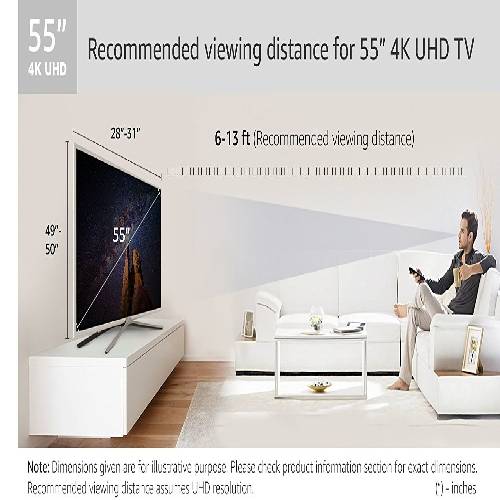 55”
4K UHD
Recommended viewing distance for 55” 4K UHD TV
28”-31”
6-13 ft (Recommended viewing distance)
49”-
50”
55”
Note: Dimensions given are for illustrative purpose. Please check product information section for exact dimensions.
Recommended viewing distance assumes UHD resolution.
(”) - inches